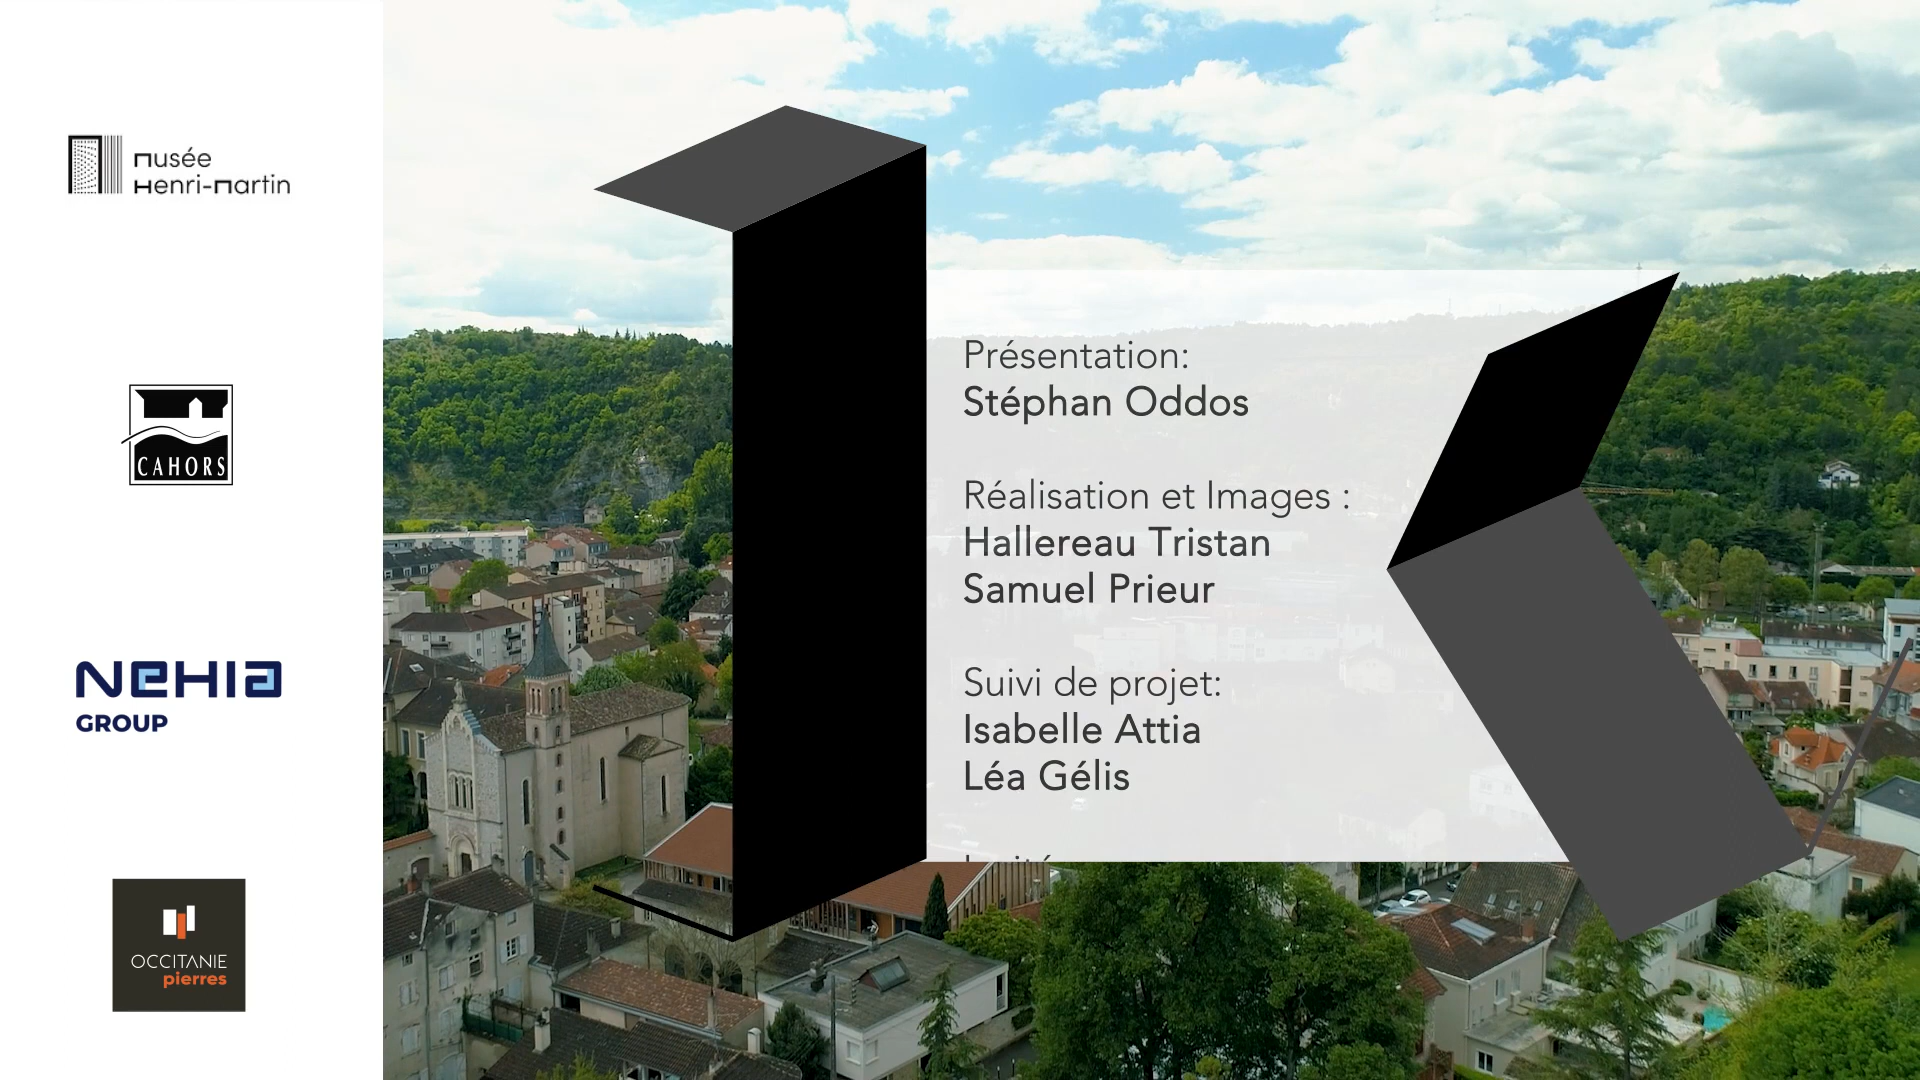 musée
Henri-martin
CAHORS
NEHIA
GROUP
OCCITANIE
pierres
Présentation:
Stéphan Oddos
Réalisation et Images :
Hallereau Tristan
Samuel Prieur
Suivi de projet:
Isabelle Attia
Léa Gélis